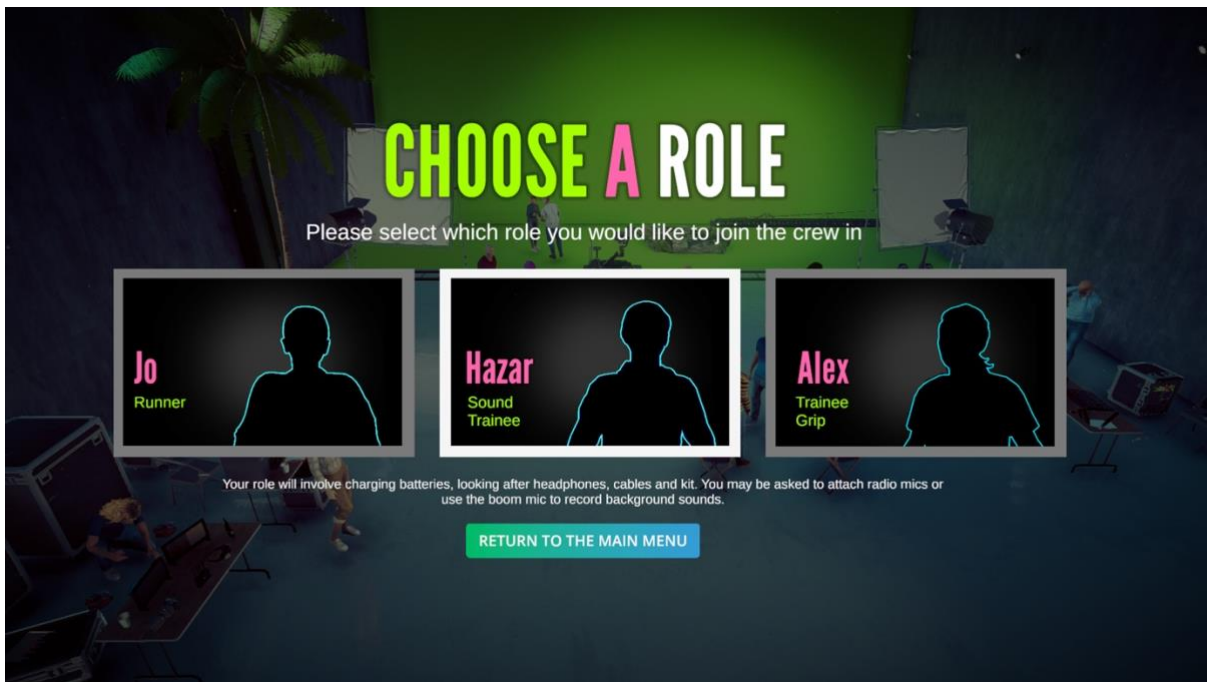 CHOOSE A ROLE
Please select which role you would like to join the crew in
Jo
Runner
Hazar
Sound
Trainee
Alex
Trainee
Grip
Your role will involve charging batteries, looking after headphones, cables and kit. You may be asked to attach radio mics or
use the boom mic to record background sounds.
RETURN TO THE MAIN MENU